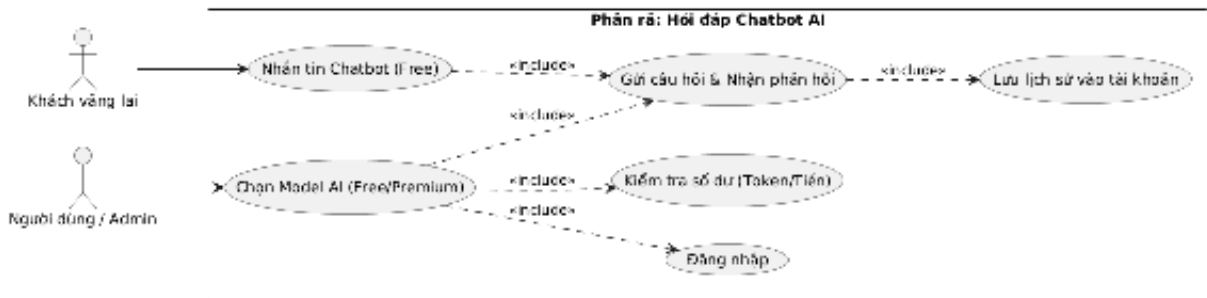 Phân rã: Hỏi đáp Chatbot AI
Khách vãng lai
Nhắn tin Chatbot (Free)
«include»
Gửi câu hỏi & Nhận phản hồi
«include»
Lưu lịch sử vào tài khoản
«include»
Người dùng / Admin
Chọn Model AI (Free/Premium)
«include»
Kiểm tra số dư (Token/Tiền)
«include»
Đăng nhập